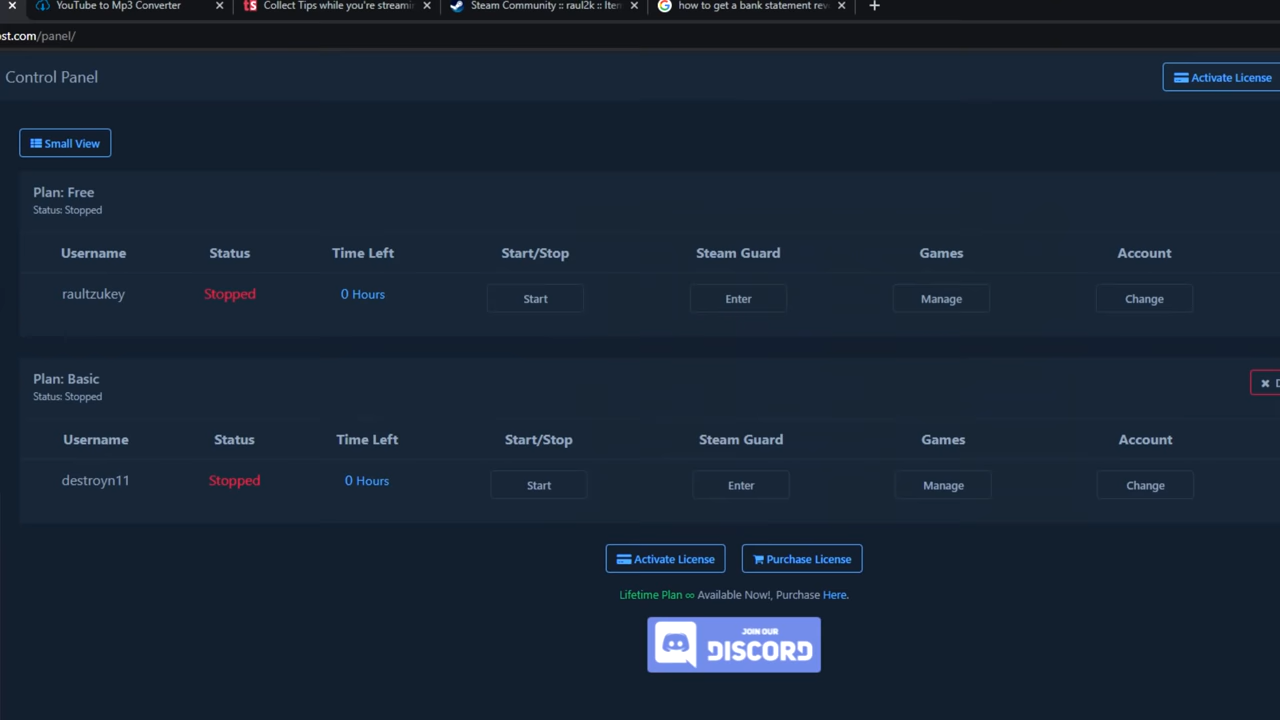 YouTube to Mp3 Converter
Collect Tips while you're streami
Steam Community :: raul2k :: Iten
how to get a bank statement rev
st.com/panel/
Control Panel
Activate License
Small View
Plan: Free
Status: Stopped
Username Status Time Left Start/Stop Steam Guard Games Account
raultzukey Stopped 0 Hours Start Enter Manage Change
Plan: Basic
Status: Stopped
D
Username Status Time Left Start/Stop Steam Guard Games Account
destroyn11 Stopped 0 Hours Start Enter Manage Change
Activate License Purchase License
Lifetime Plan ∞ Available Now!, Purchase Here.
JOIN OUR
DISCORD